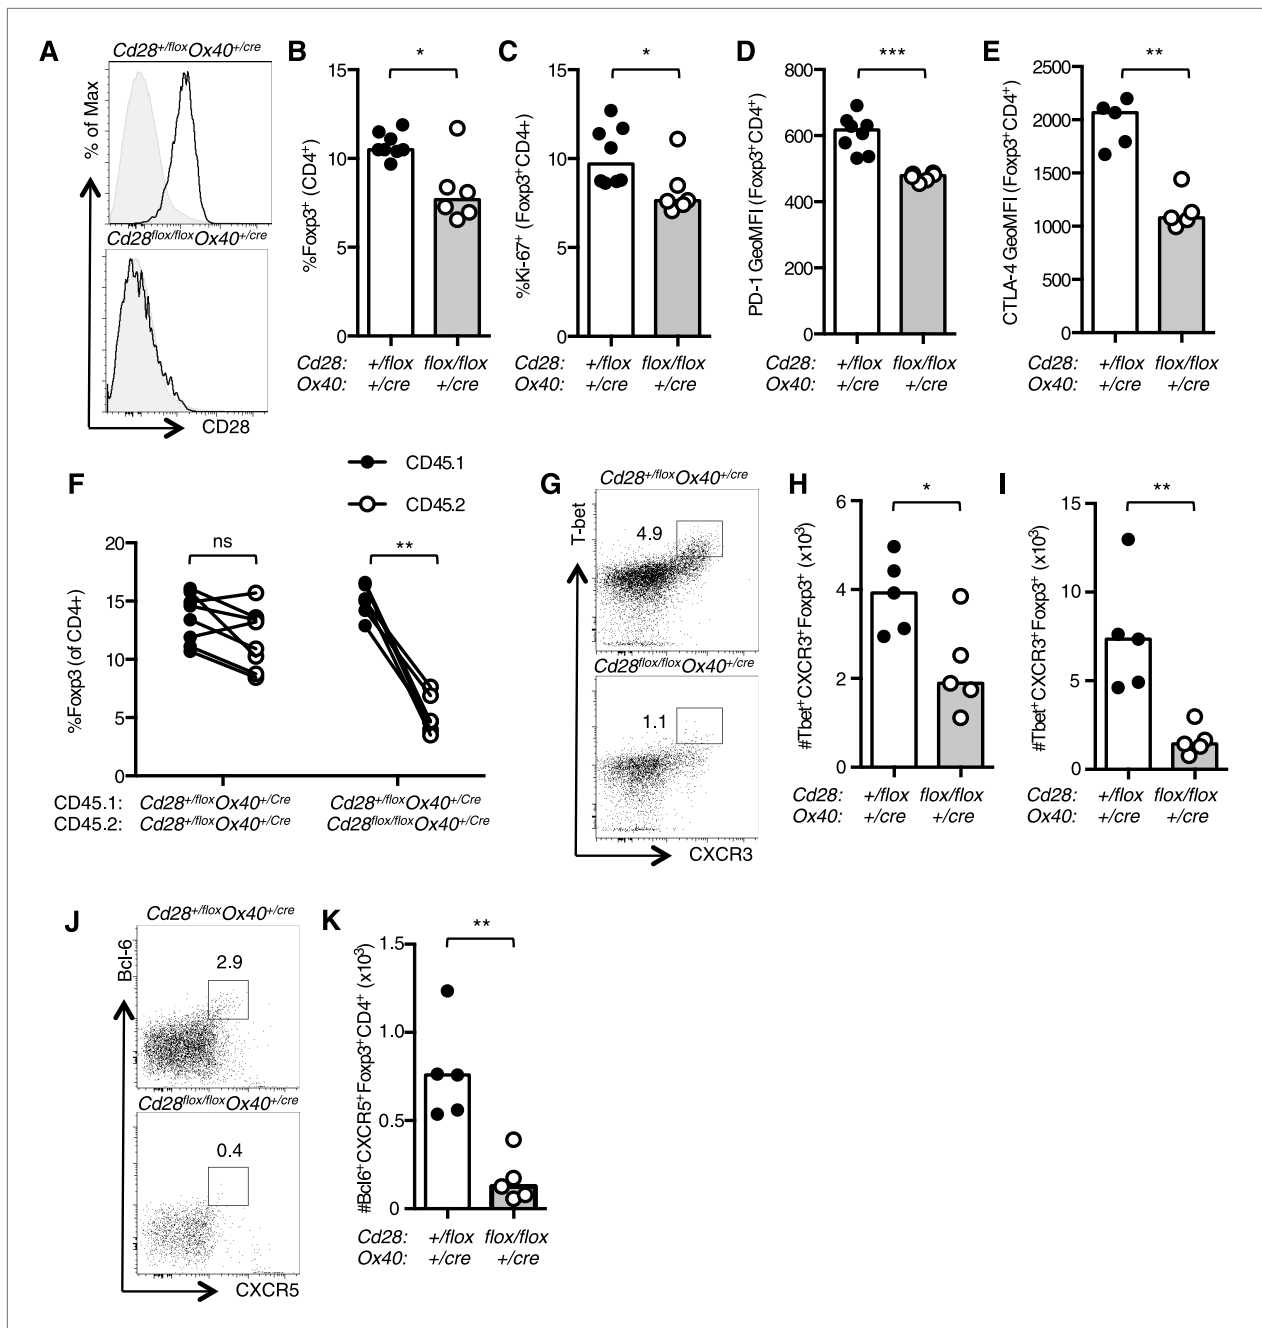 A
Cd28+/floxOx40+/cre
% of Max
Cd28flox/floxOx40+/cre
CD28
B
*
%Foxp3+ (CD4+)
15
10
5
0
Cd28: +/flox flox/flox
Ox40: +/cre +/cre
C
*
%Ki-67+ (Foxp3+CD4+)
15
10
5
0
Cd28: +/flox flox/flox
Ox40: +/cre +/cre
D
***
PD-1 GeoMFI (Foxp3+CD4+)
800
600
400
200
0
Cd28: +/flox flox/flox
Ox40: +/cre +/cre
E
**
CTLA-4 GeoMFI (Foxp3+CD4+)
2500
2000
1500
1000
500
0
Cd28: +/flox flox/flox
Ox40: +/cre +/cre
F
CD45.1
CD45.2
ns
**
%Foxp3 (of CD4+)
20
15
10
5
0
CD45.1: Cd28+/floxOx40+/Cre Cd28+/floxOx40+/Cre
CD45.2: Cd28+/floxOx40+/Cre Cd28flox/floxOx40+/Cre
G
Cd28+/floxOx40+/cre
T-bet
4.9
Cd28flox/floxOx40+/cre
1.1
CXCR3
H
*
#Tbet+CXCR3+Foxp3+ (x103)
6
4
2
0
Cd28: +/flox flox/flox
Ox40: +/cre +/cre
I
**
#Tbet+CXCR3+Foxp3+ (x103)
15
10
5
0
Cd28: +/flox flox/flox
Ox40: +/cre +/cre
J
Cd28+/floxOx40+/cre
Bcl-6
2.9
Cd28flox/floxOx40+/cre
0.4
CXCR5
K
**
#Bcl6+CXCR5+Foxp3+CD4+ (x103)
1.5
1.0
0.5
0
Cd28: +/flox flox/flox
Ox40: +/cre +/cre